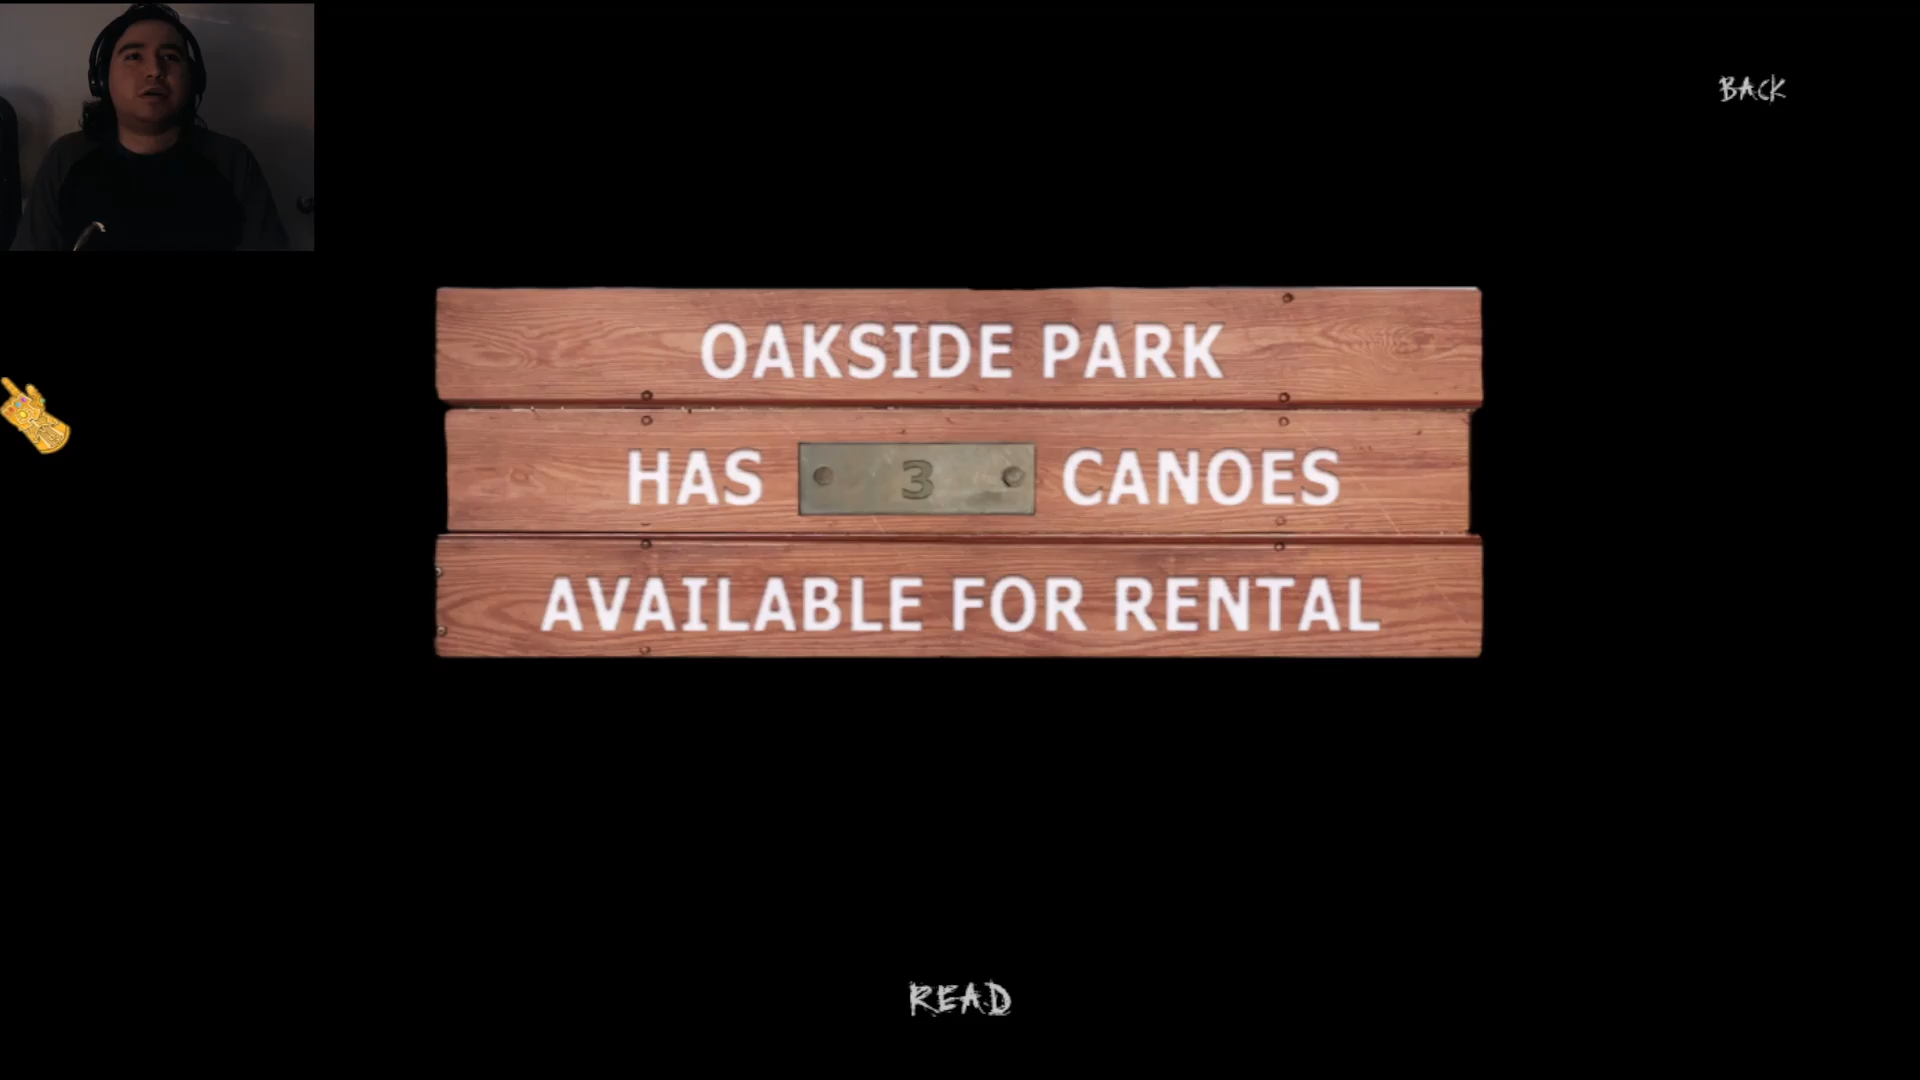 BACK
OAKSIDE PARK
HAS 3 CANOES
AVAILABLE FOR RENTAL
READ